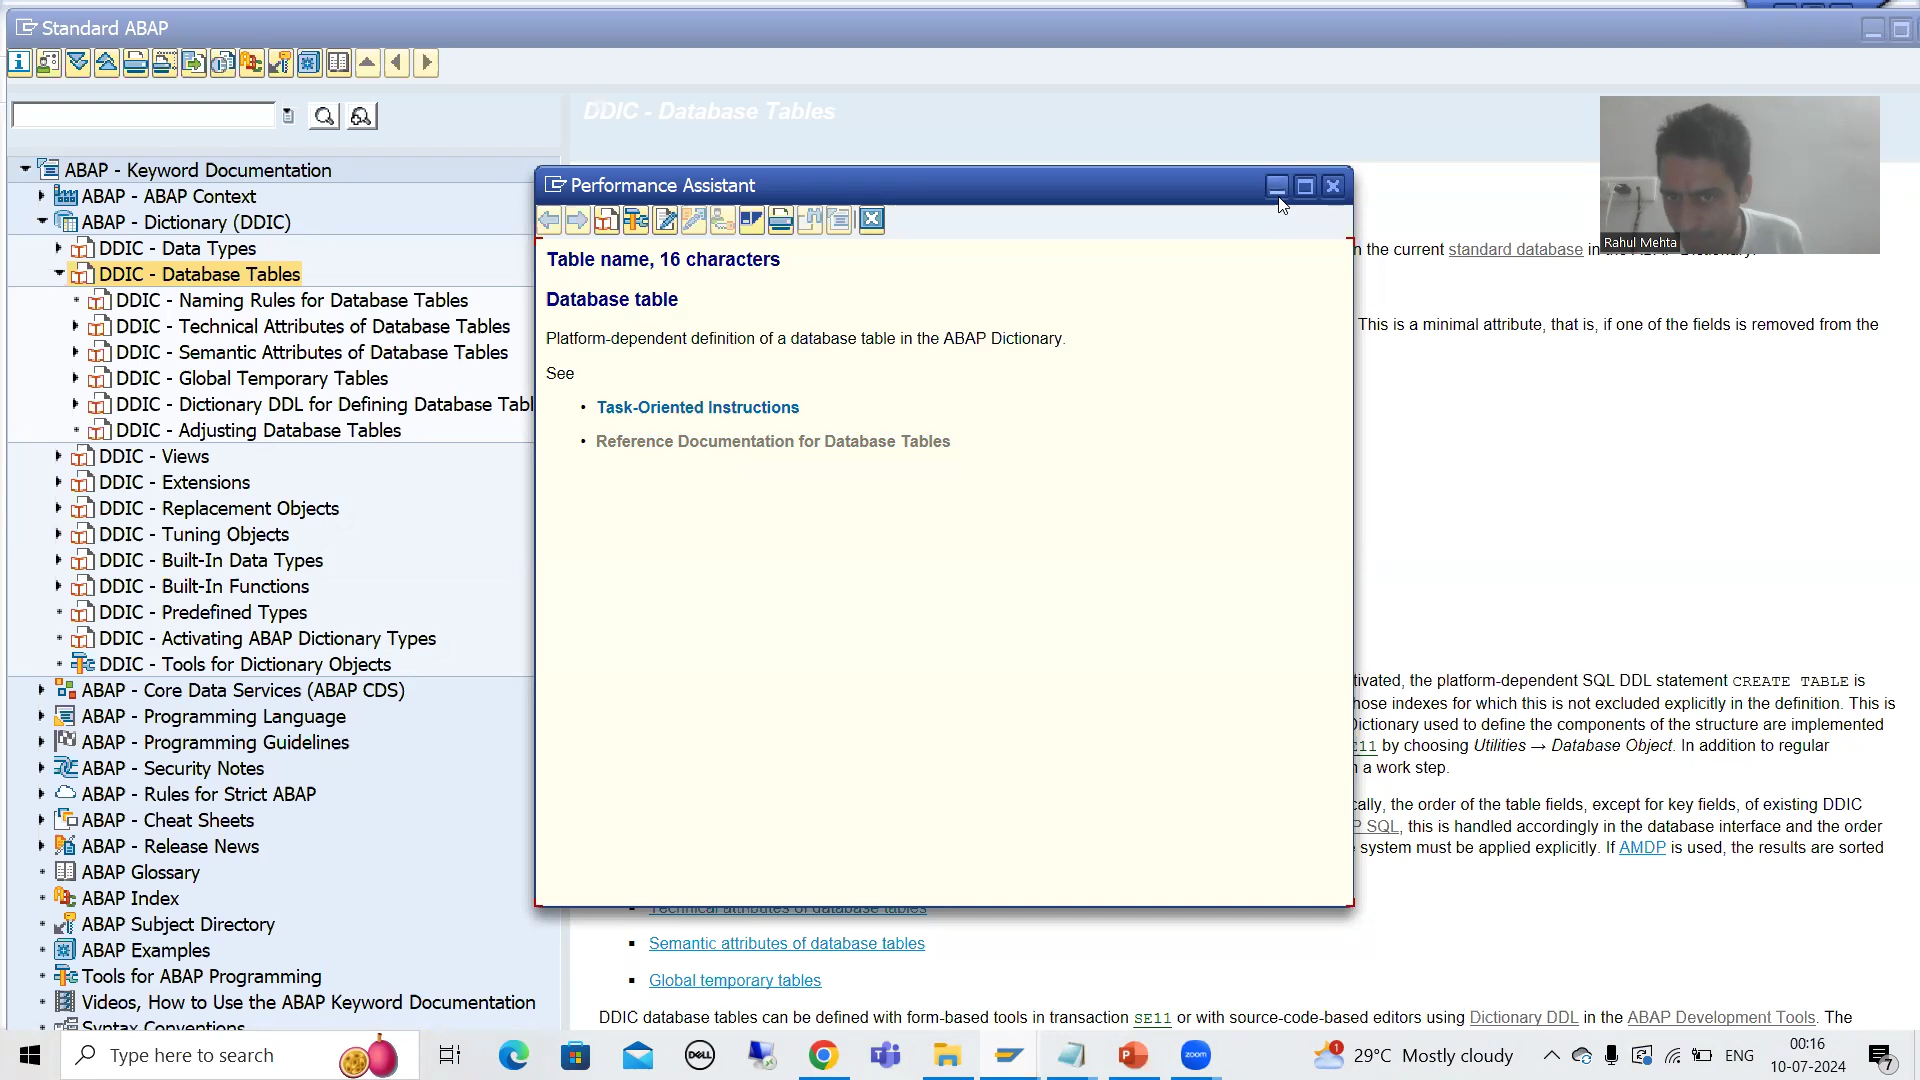 Standard ABAP
DDIC - Database Tables
ABAP - Keyword Documentation
ABAP - ABAP Context
ABAP - Dictionary (DDIC)
DDIC - Data Types
DDIC - Database Tables
DDIC - Naming Rules for Database Tables
DDIC - Technical Attributes of Database Tables
DDIC - Semantic Attributes of Database Tables
DDIC - Global Temporary Tables
DDIC - Dictionary DDL for Defining Database Tabl
DDIC - Adjusting Database Tables
DDIC - Views
DDIC - Extensions
DDIC - Replacement Objects
DDIC - Tuning Objects
DDIC - Built-In Data Types
DDIC - Built-In Functions
DDIC - Predefined Types
DDIC - Activating ABAP Dictionary Types
DDIC - Tools for Dictionary Objects
ABAP - Core Data Services (ABAP CDS)
ABAP - Programming Language
ABAP - Programming Guidelines
ABAP - Security Notes
ABAP - Rules for Strict ABAP
ABAP - Cheat Sheets
ABAP - Release News
ABAP Glossary
ABAP Index
ABAP Subject Directory
ABAP Examples
Tools for ABAP Programming
Videos, How to Use the ABAP Keyword Documentation
Syntax Conventions
Performance Assistant
Table name, 16 characters
Database table
Platform-dependent definition of a database table in the ABAP Dictionary.
See
• Task-Oriented Instructions
• Reference Documentation for Database Tables
Rahul Mehta
n the current standard database in
This is a minimal attribute, that is, if one of the fields is removed from the
tivated, the platform-dependent SQL DDL statement CREATE TABLE is
hose indexes for which this is not excluded explicitly in the definition. This is
Dictionary used to define the components of the structure are implemented
E11 by choosing Utilities → Database Object. In addition to regular
a work step.
cally, the order of the table fields, except for key fields, of existing DDIC
P SQL, this is handled accordingly in the database interface and the order
system must be applied explicitly. If AMDP is used, the results are sorted
Technical attributes of database tables
Semantic attributes of database tables
Global temporary tables
DDIC database tables can be defined with form-based tools in transaction SE11 or with source-code-based editors using Dictionary DDL in the ABAP Development Tools. The
Type here to search
DELL
zoom
1
29°C Mostly cloudy
ENG
00:16
10-07-2024
7